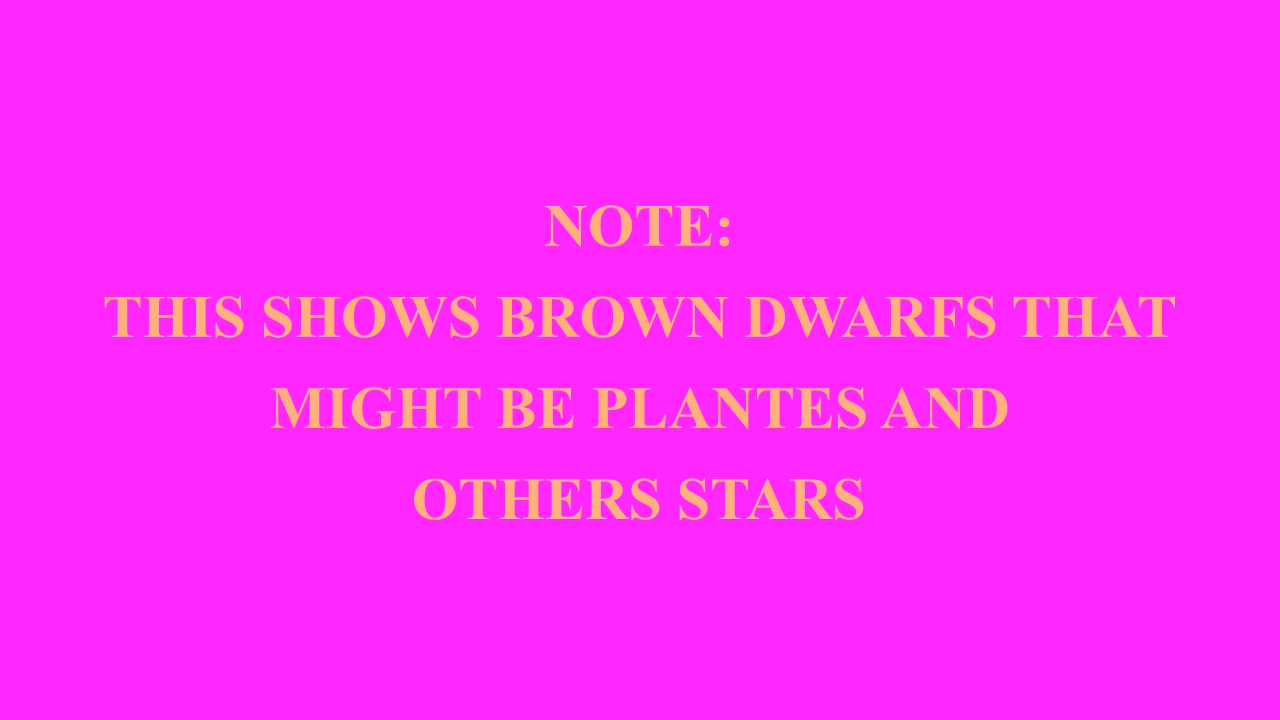 NOTE:
THIS SHOWS BROWN DWARFS THAT
MIGHT BE PLANTES AND
OTHERS STARS